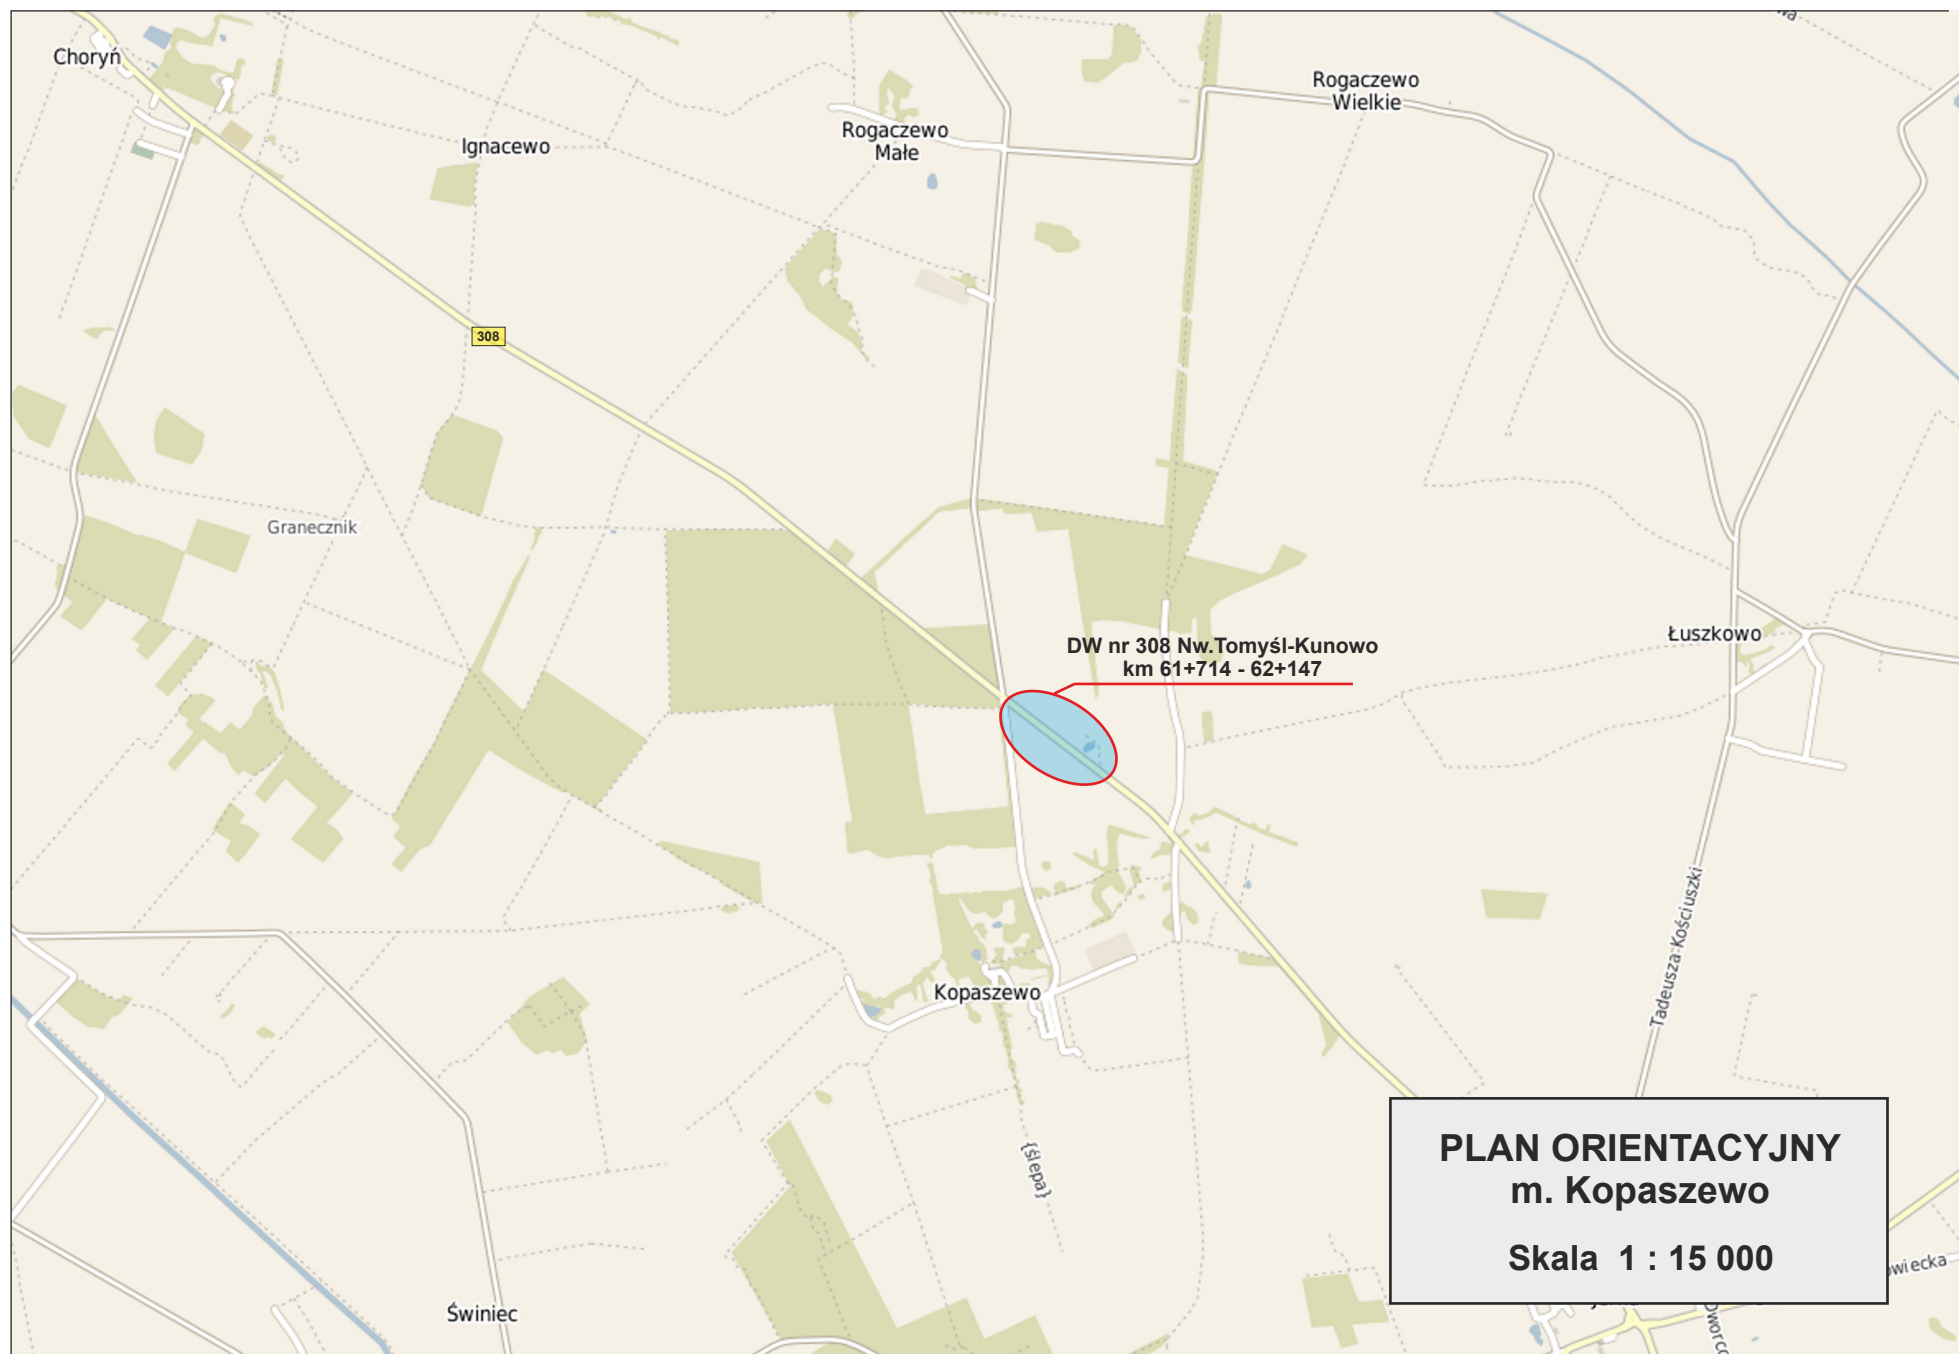 Choryń
Rogaczewo
Wielkie
Rogaczewo
Małe
Ignacewo
308
Granecznik
DW nr 308 Nw.Tomyśl-Kunowo
km 61+714 - 62+147
Łuszkowo
Tadeusza Kościuszki
Kopaszewo
{ślepa}
PLAN ORIENTACYJNY
m. Kopaszewo
Skala 1 : 15 000
Świniec